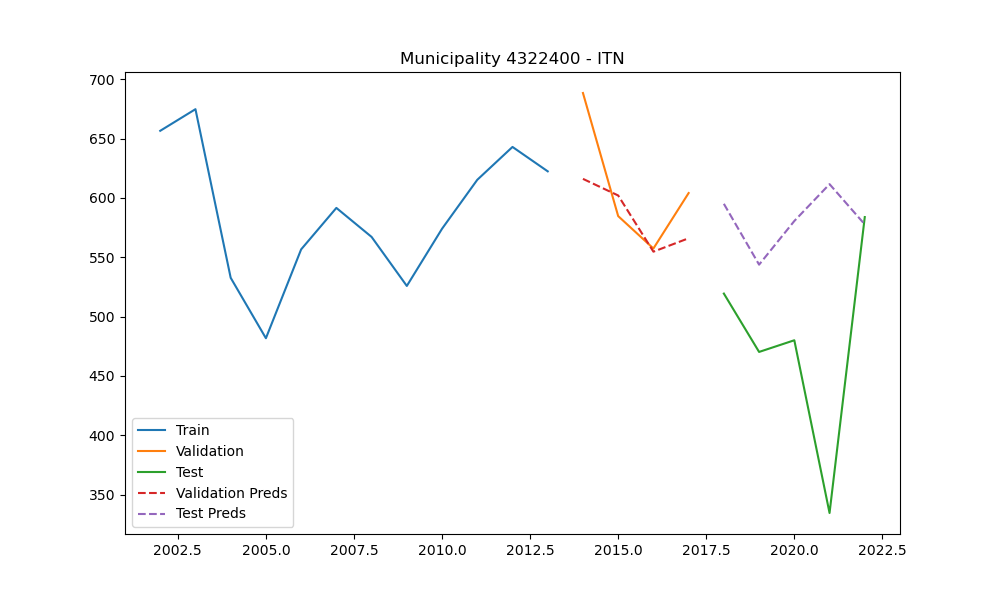 Municipality 4322400 - ITN
700
650
600
550
500
450
400
350
Train
Validation
Test
Validation Preds
Test Preds
2002.5 2005.0 2007.5 2010.0 2012.5 2015.0 2017.5 2020.0 2022.5